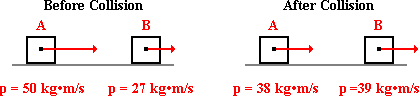 Before Collision After Collision
A B A B
p = 50 kg•m/s p = 27 kg•m/s p = 38 kg•m/s p =39 kg•m/s